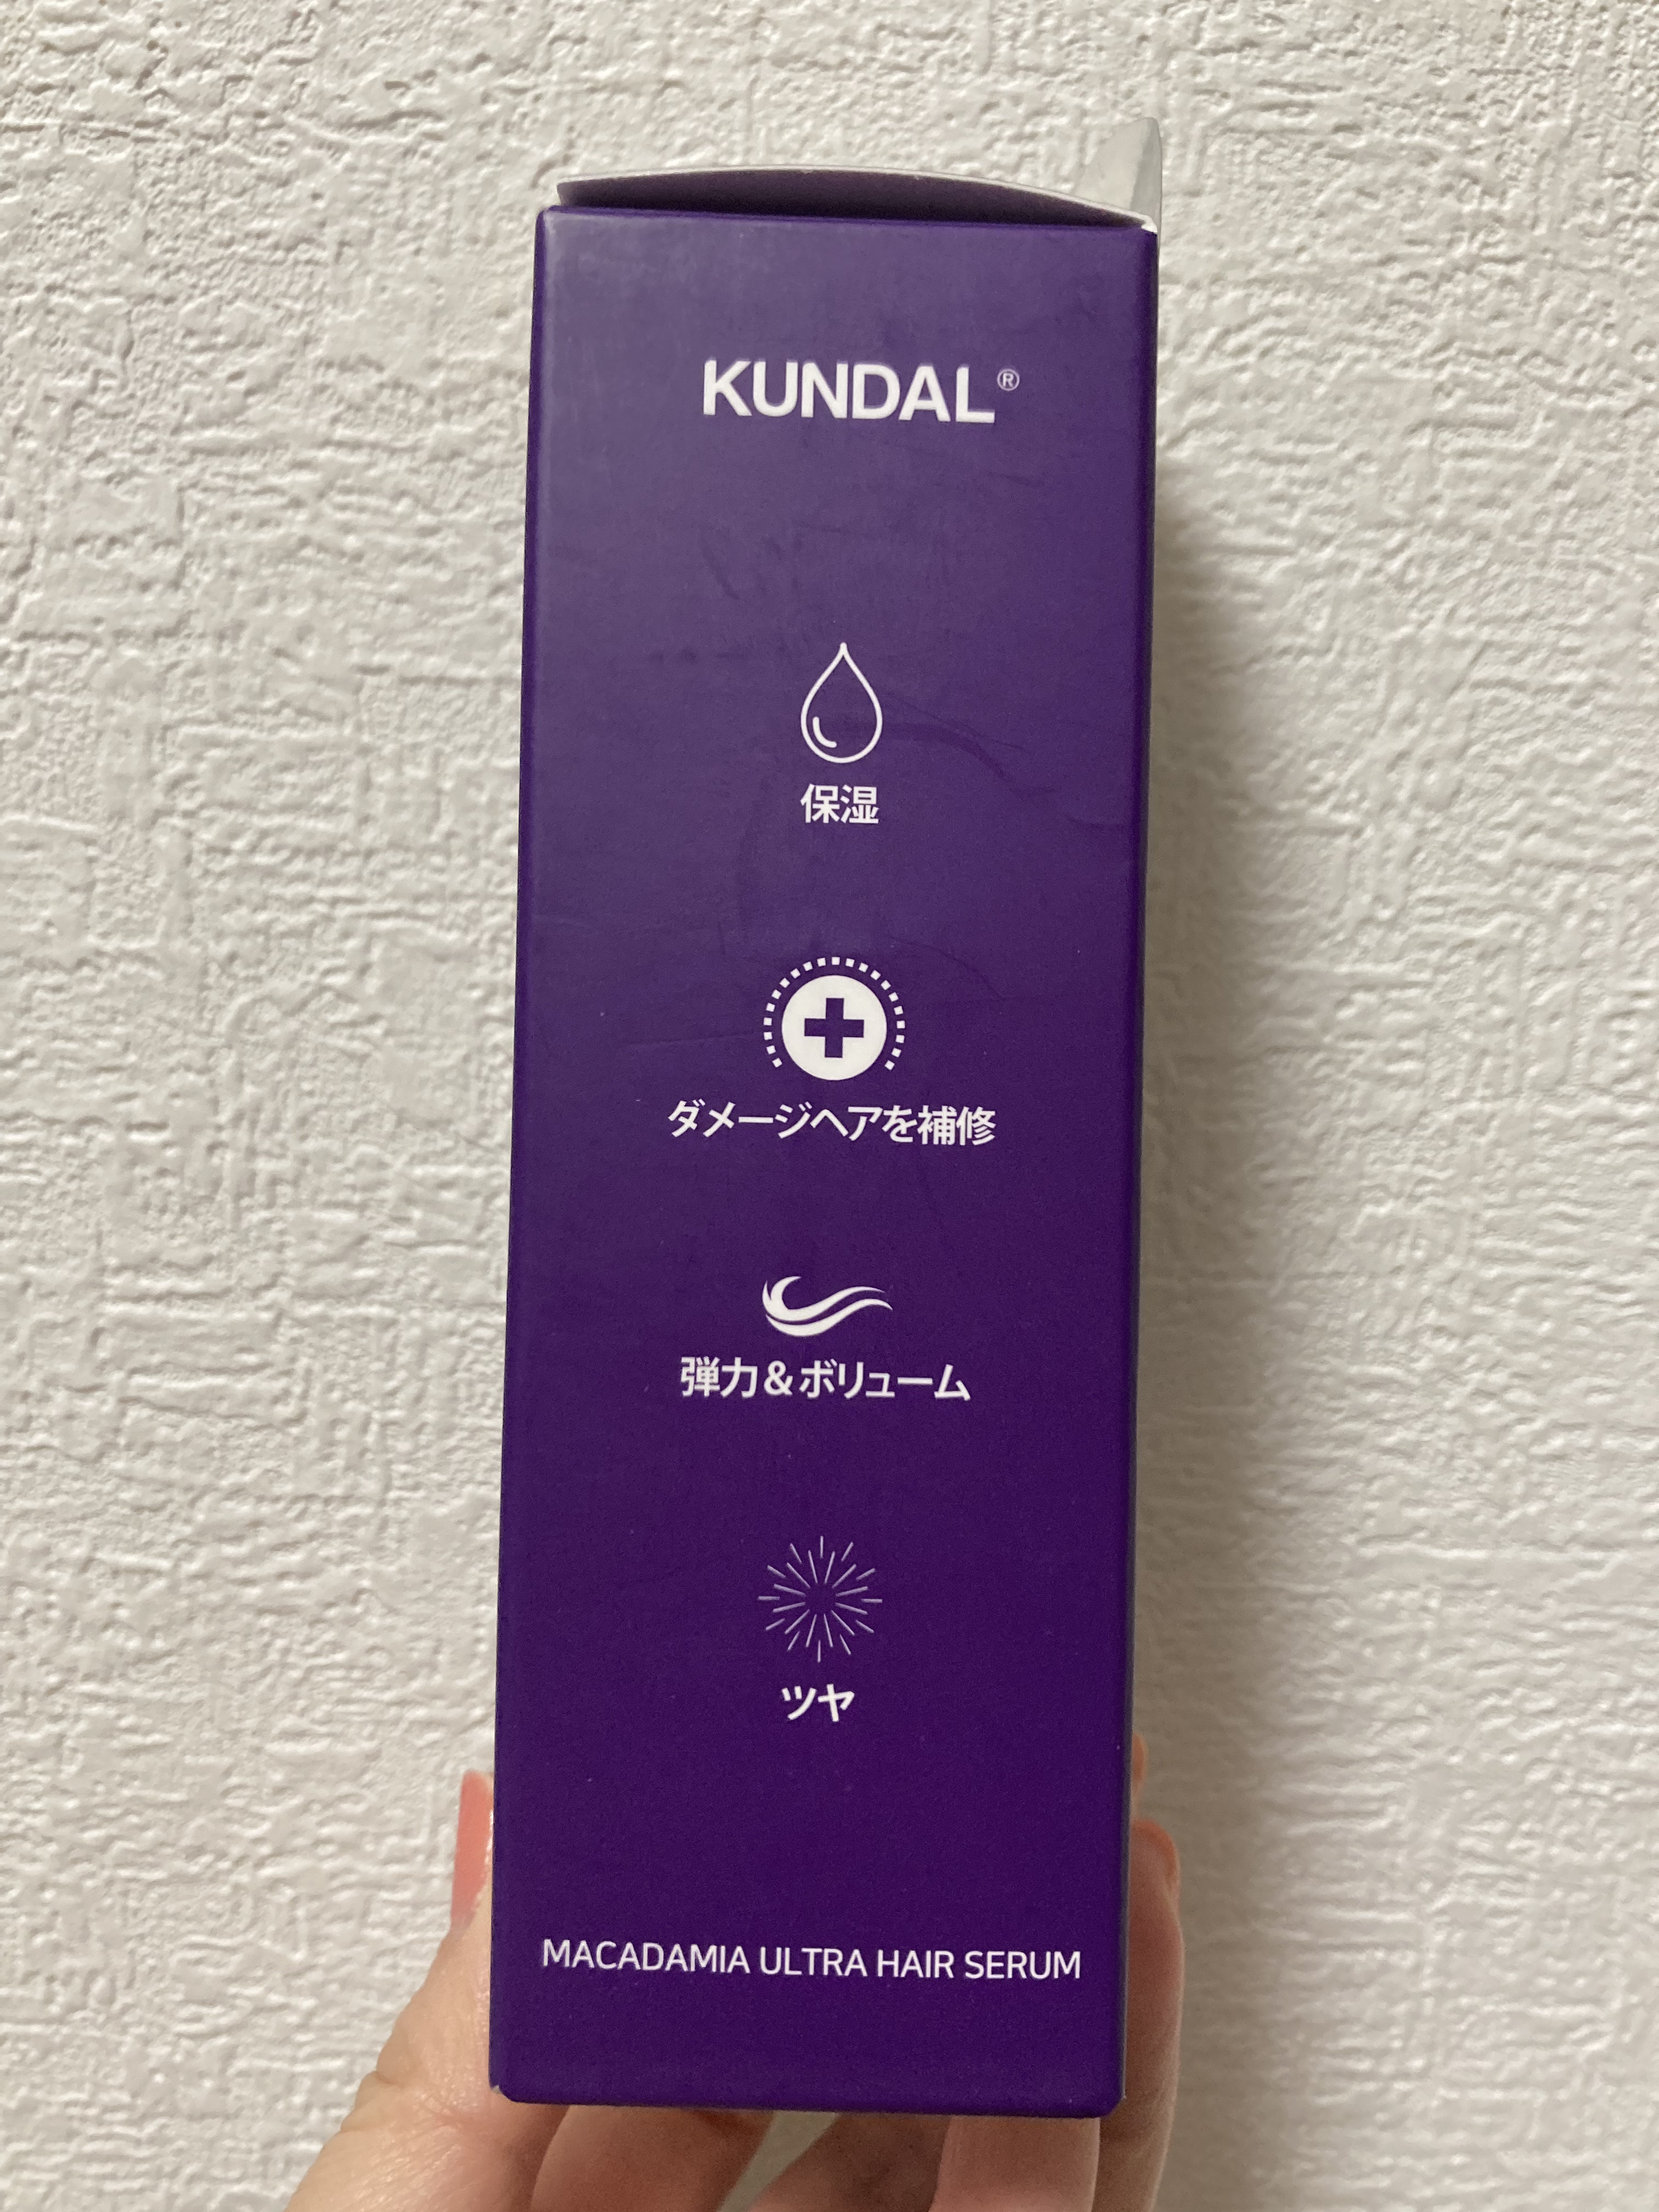 KUNDAL®
保湿
ダメージヘアを補修
弾力&ボリューム
ツヤ
MACADAMIA ULTRA HAIR SERUM